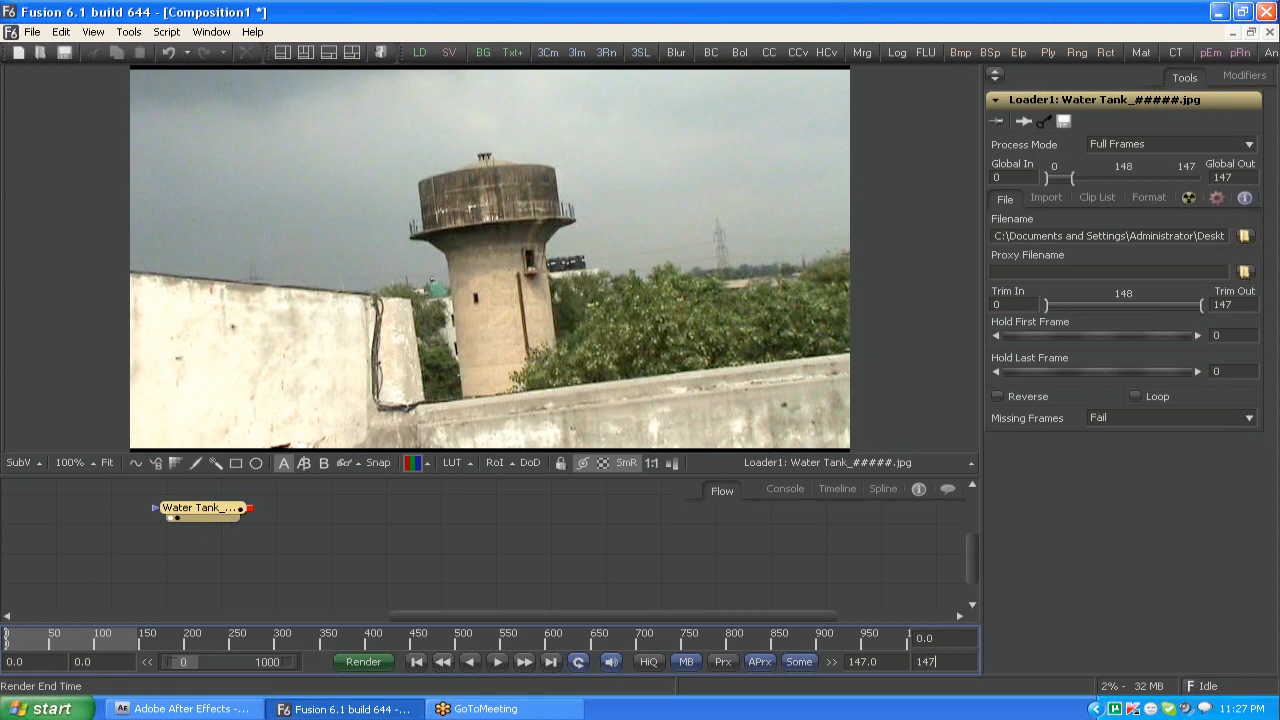 Fusion 6.1 build 644 - [Composition1 *]
File Edit View Tools Script Window Help
LD SV BG Txt+ 3Cm 3Im 3Rn 3SL Blur BC Bol CC CCv HCv Mrg Log FLU Bmp BSp Elp Ply Rng Rct Mat CT pEm pRn An
Tools Modifiers
Loader1: Water Tank_#####.jpg
Process Mode Full Frames
Global In 0 148 147 Global Out
0 147
File Import Clip List Format
Filename
C:\Documents and Settings\Administrator\Deskt
Proxy Filename
Trim In 148 Trim Out
0 147
Hold First Frame
0
Hold Last Frame
0
Reverse Loop
Missing Frames Fail
SubV 100% Fit A A/B B Snap LUT RoI DoD SmR 1:1 Loader1: Water Tank_#####.jpg
Flow Console Timeline Spline
Water Tank_...
0 50 100 150 200 250 300 350 400 450 500 550 600 650 700 750 800 850 900 950 1 0.0
0.0 0.0 << 0 1000 Render HiQ MB Prx APrx Some >> 147.0 147
Render End Time 2% - 32 MB Idle
start Adobe After Effects -... Fusion 6.1 build 644 -... GoToMeeting 11:27 PM